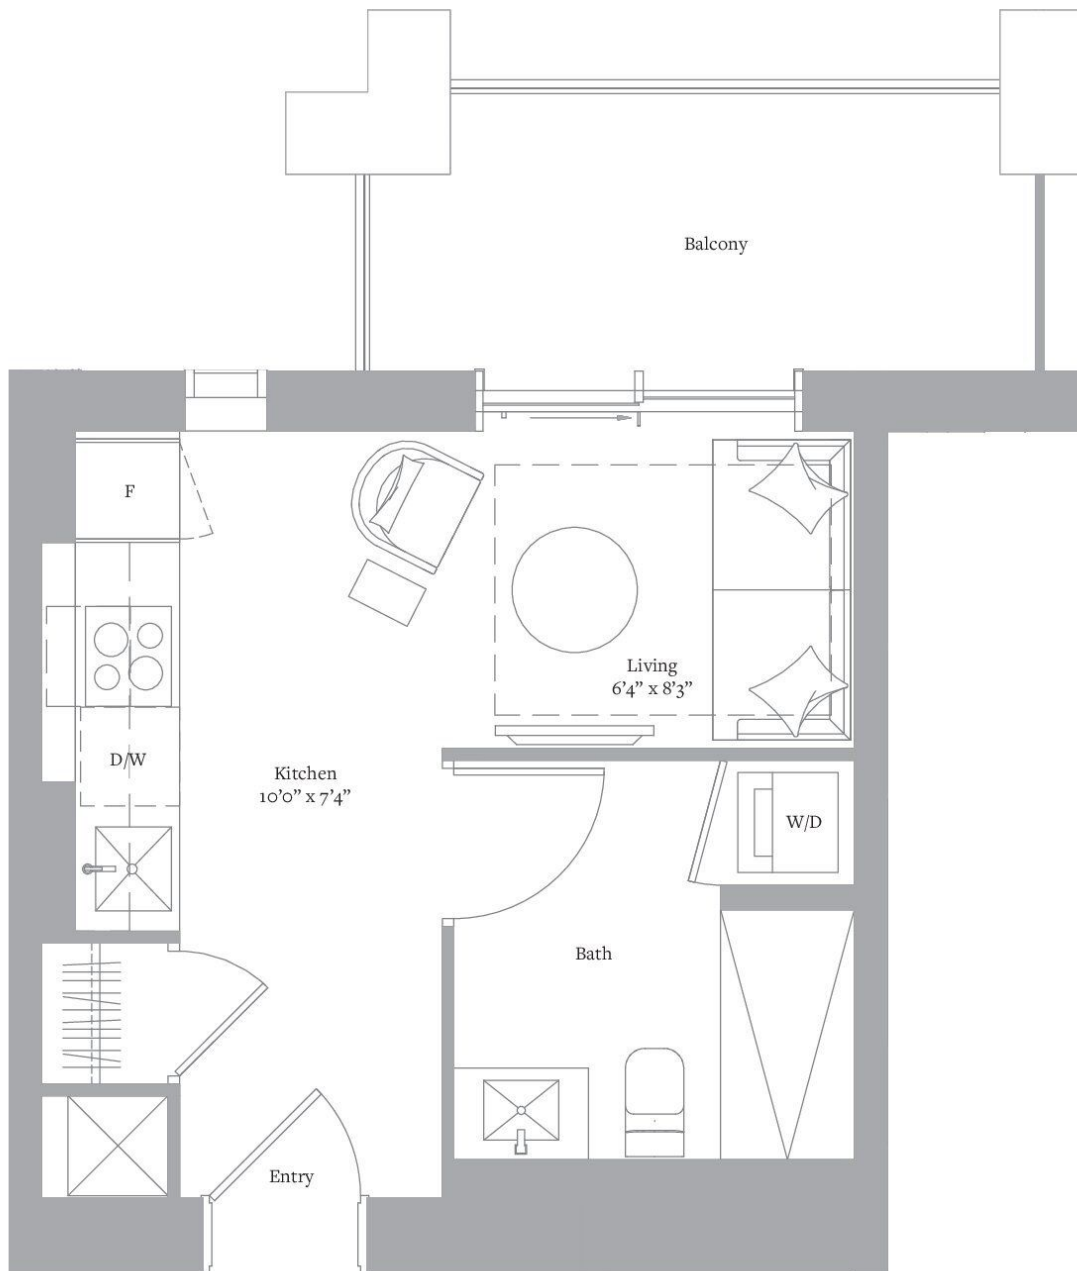 Balcony
F
Living
6’4” x 8’3”
D/W
Kitchen
10’0” x 7’4”
W/D
Bath
Entry